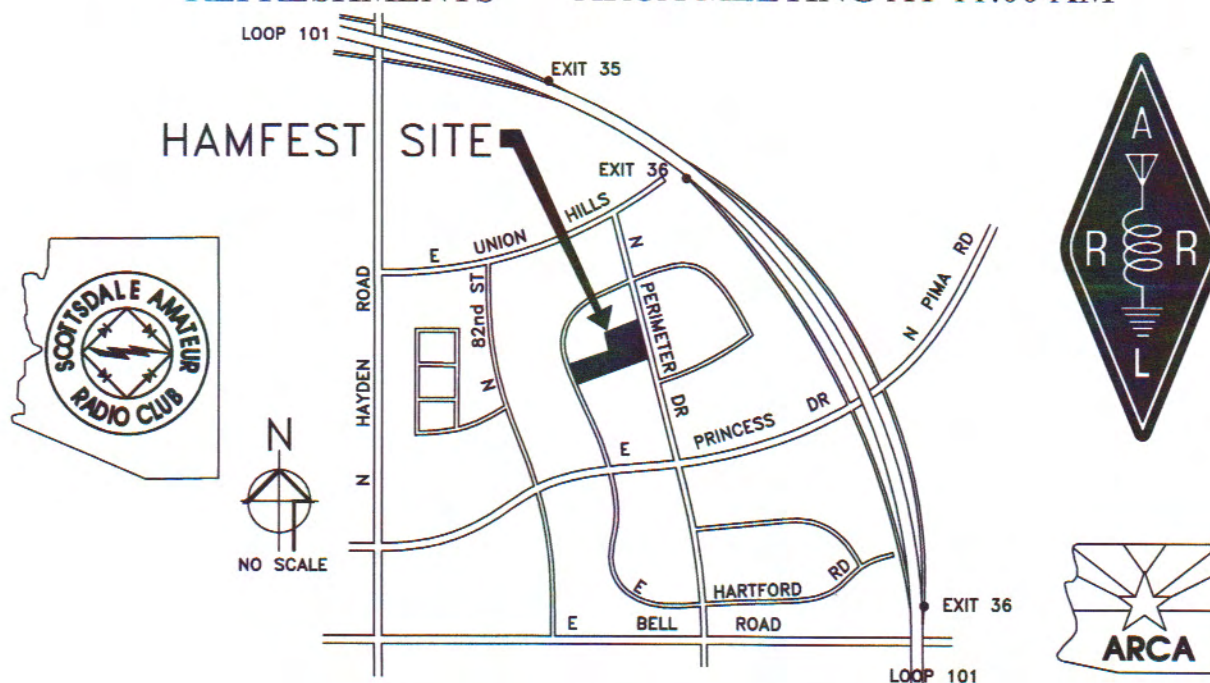 LOOP 101
EXIT 35
HAMFEST SITE
EXIT 36
E UNION HILLS
N PERIMETER DR
N HAYDEN ROAD
N 82nd ST
N PIMA RD
E PRINCESS DR
E HARTFORD RD
E BELL ROAD
EXIT 36
LOOP 101
SCOTTSDALE AMATEUR
RADIO CLUB
N
NO SCALE
A
R R
L
ARCA